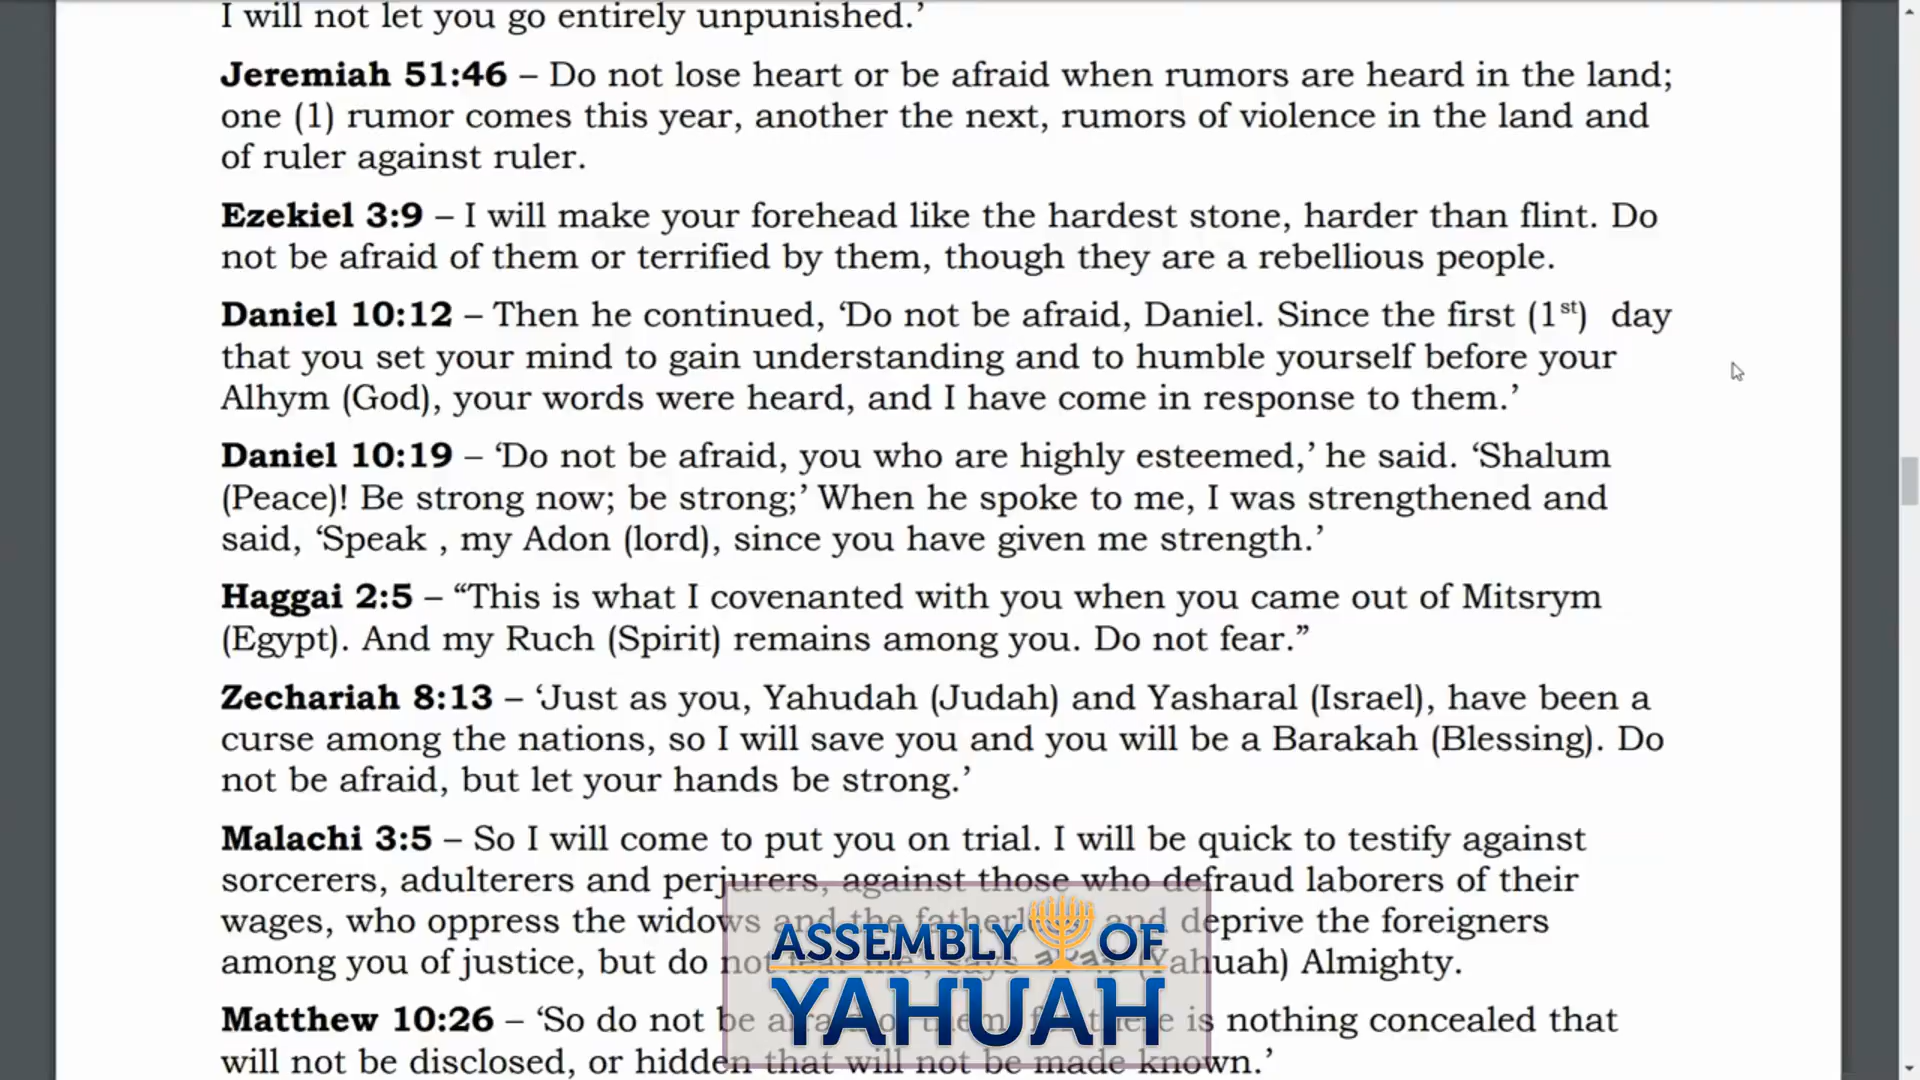 I will not let you go entirely unpunished.’
Jeremiah 51:46 – Do not lose heart or be afraid when rumors are heard in the land;
one (1) rumor comes this year, another the next, rumors of violence in the land and
of ruler against ruler.
Ezekiel 3:9 – I will make your forehead like the hardest stone, harder than flint. Do
not be afraid of them or terrified by them, though they are a rebellious people.
Daniel 10:12 – Then he continued, ‘Do not be afraid, Daniel. Since the first (1st) day
that you set your mind to gain understanding and to humble yourself before your
Alhym (God), your words were heard, and I have come in response to them.’
Daniel 10:19 – ‘Do not be afraid, you who are highly esteemed,’ he said. ‘Shalum
(Peace)! Be strong now; be strong;’ When he spoke to me, I was strengthened and
said, ‘Speak , my Adon (lord), since you have given me strength.’
Haggai 2:5 – “This is what I covenanted with you when you came out of Mitsrym
(Egypt). And my Ruch (Spirit) remains among you. Do not fear.”
Zechariah 8:13 – ‘Just as you, Yahudah (Judah) and Yasharal (Israel), have been a
curse among the nations, so I will save you and you will be a Barakah (Blessing). Do
not be afraid, but let your hands be strong.’
Malachi 3:5 – So I will come to put you on trial. I will be quick to testify against
sorcerers, adulterers and perjurers, against those who defraud laborers of their
wages, who oppress the widows and the and deprive the foreigners
among you of justice, but do not fear me’, says (Yahuah) Almighty.
Matthew 10:26 – ‘So do not be is nothing concealed that
will not be disclosed, or hidden that will not be made known.’
ASSEMBLY OF
YAHUAH